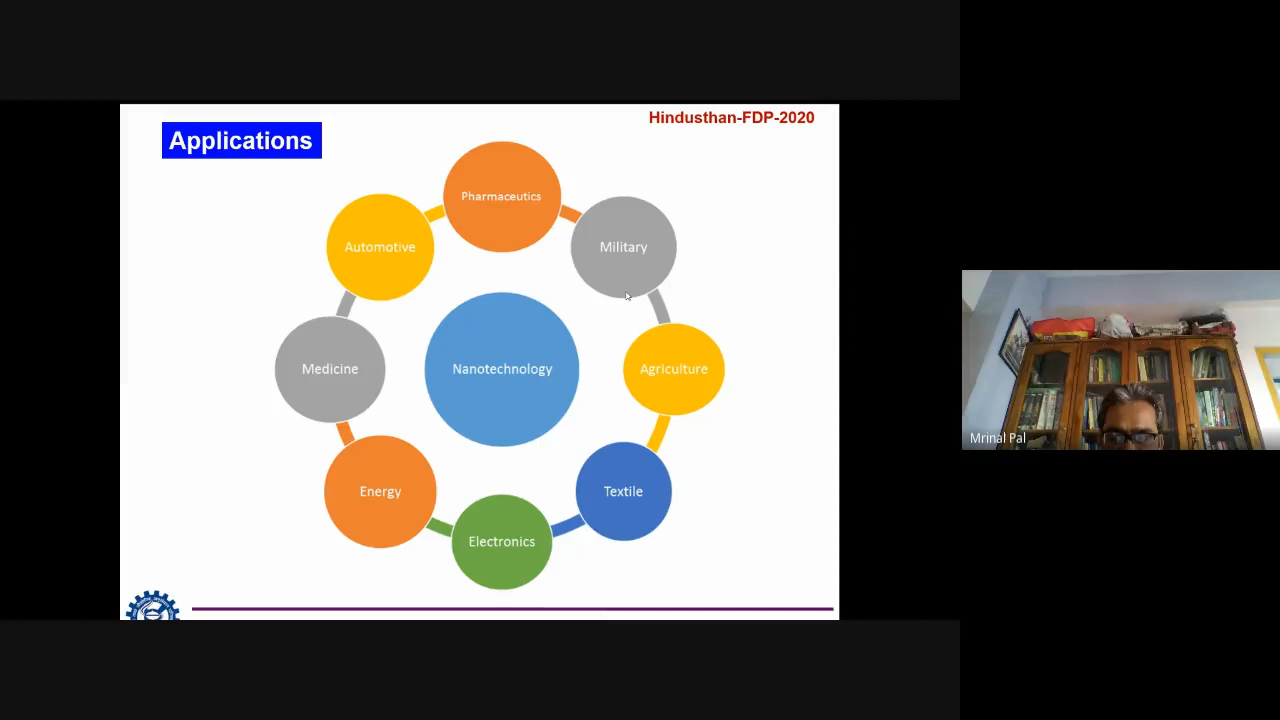 Hindusthan-FDP-2020
Applications
Pharmaceutics
Automotive
Military
Medicine
Nanotechnology
Agriculture
Energy
Textile
Electronics
Mrinal Pal